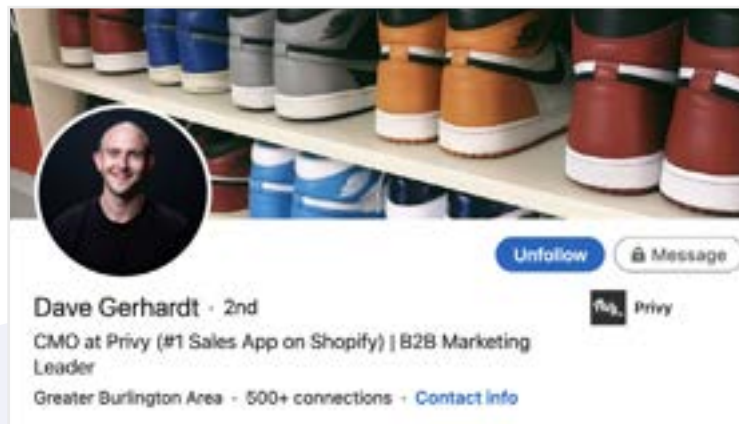 Unfollow
Message
Dave Gerhardt · 2nd
Privy
CMO at Privy (#1 Sales App on Shopify) | B2B Marketing
Leader
Greater Burlington Area · 500+ connections · Contact info